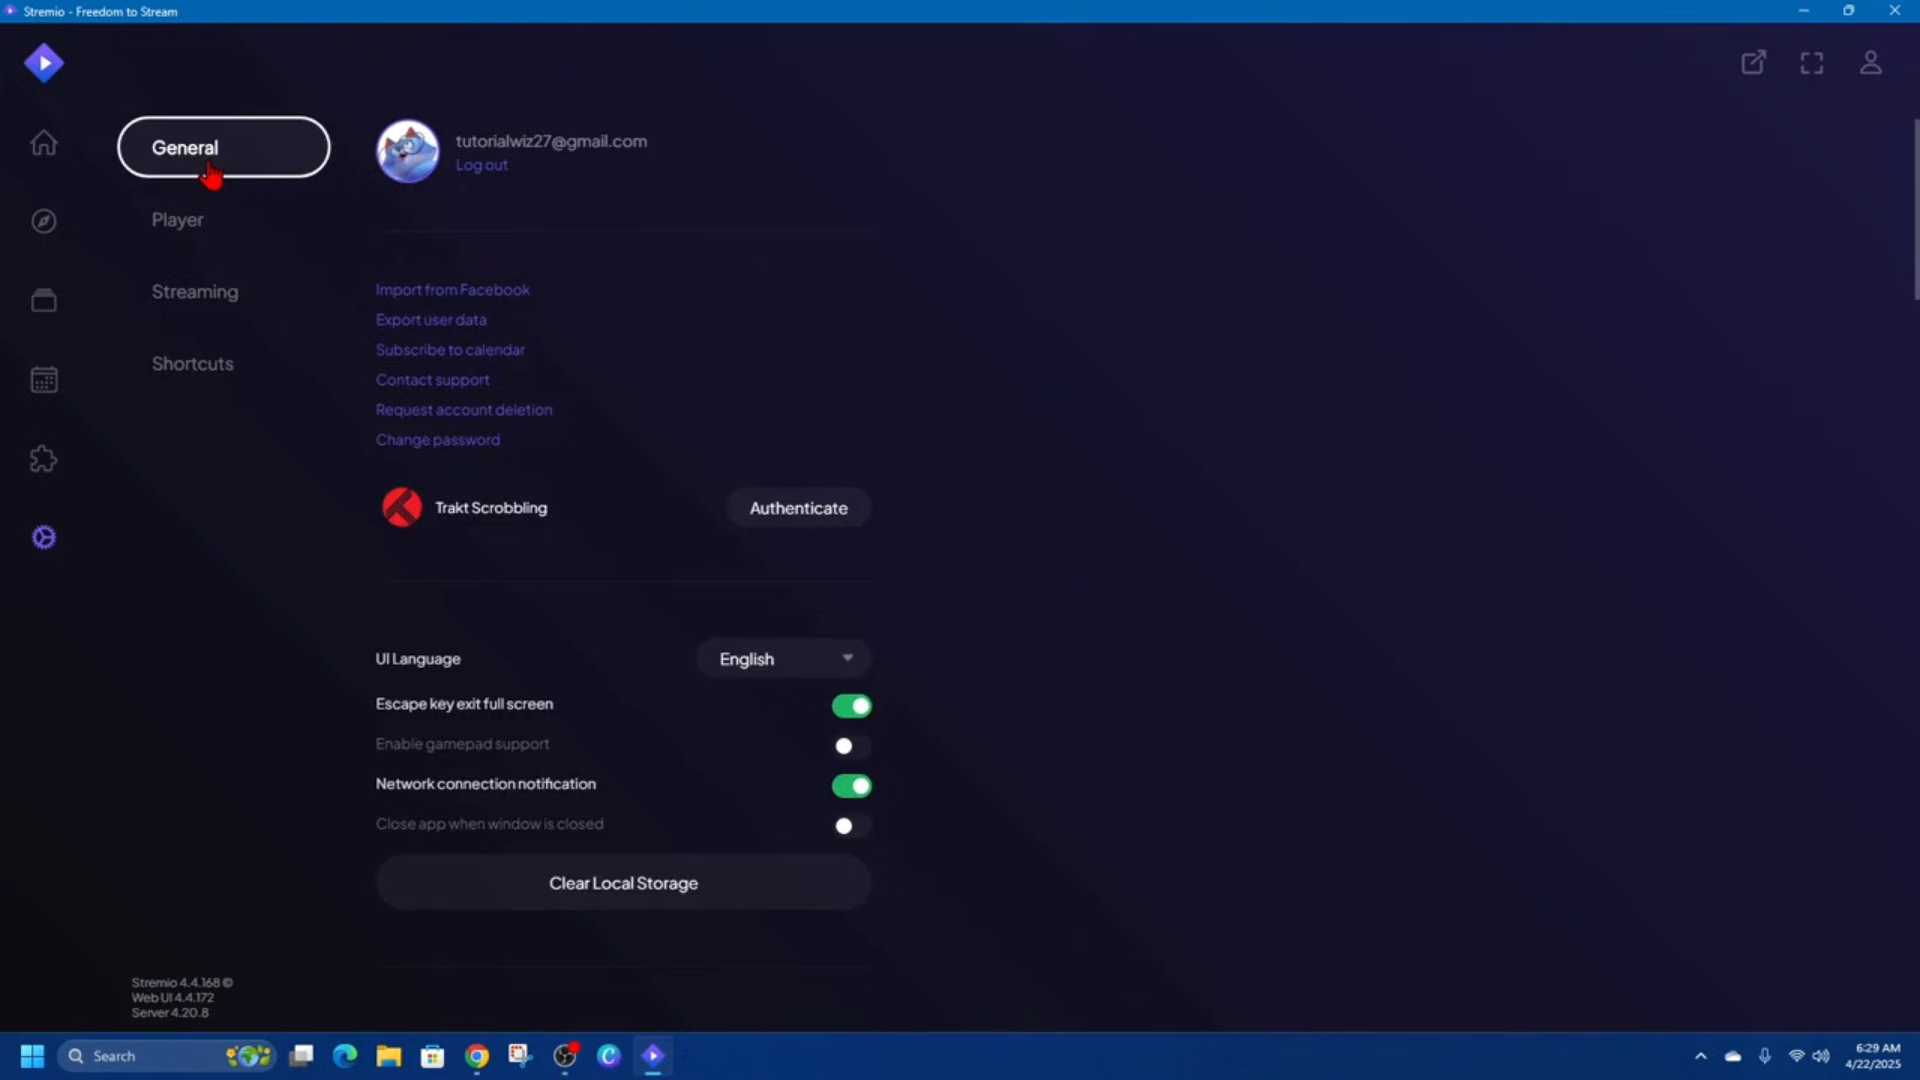 Stremio - Freedom to Stream
General
Player
Streaming
Shortcuts
tutorialwiz27@gmail.com
Log out
Import from Facebook
Export user data
Subscribe to calendar
Contact support
Request account deletion
Change password
Trakt Scrobbling
Authenticate
UI Language
English
Escape key exit full screen
Enable gamepad support
Network connection notification
Close app when window is closed
Clear Local Storage
Stremio 4.4.168 ©
Web UI 4.4.172
Server 4.20.8
Search
6:29 AM
4/22/2025